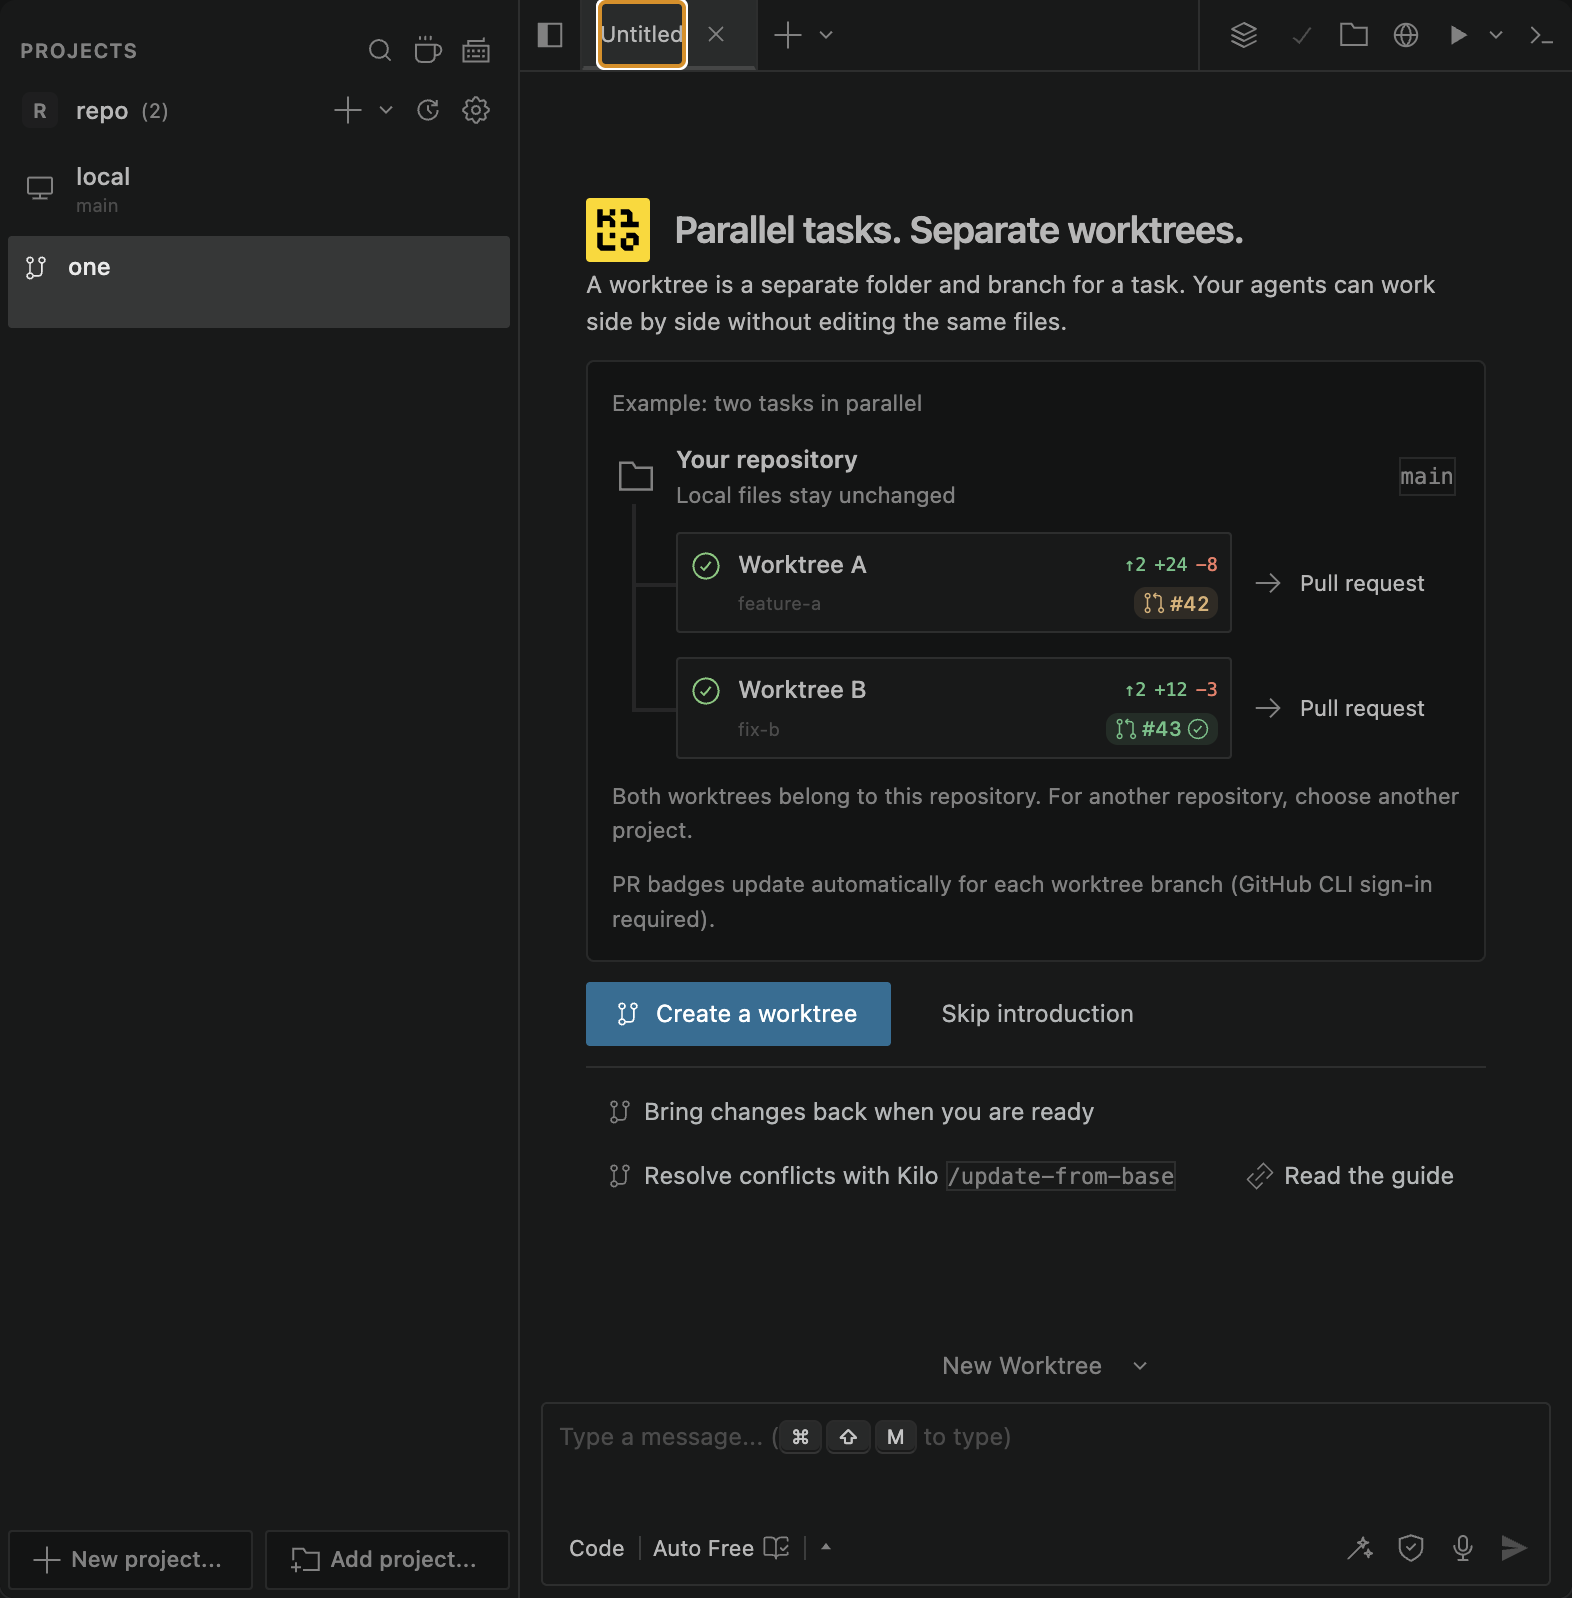 PROJECTS
R repo (2)
local
main
one
New project...
Add project...
Untitled
Kilo
Parallel tasks. Separate worktrees.
A worktree is a separate folder and branch for a task. Your agents can work
side by side without editing the same files.
Example: two tasks in parallel
Your repository
Local files stay unchanged
main
Worktree A
↑2 +24 −8
feature-a
#42
Pull request
Worktree B
↑2 +12 −3
fix-b
#43
Pull request
Both worktrees belong to this repository. For another repository, choose another
project.
PR badges update automatically for each worktree branch (GitHub CLI sign-in
required).
Create a worktree
Skip introduction
Bring changes back when you are ready
Resolve conflicts with Kilo /update-from-base
Read the guide
New Worktree
Type a message... (⌘ ⇧ M to type)
Code
Auto Free